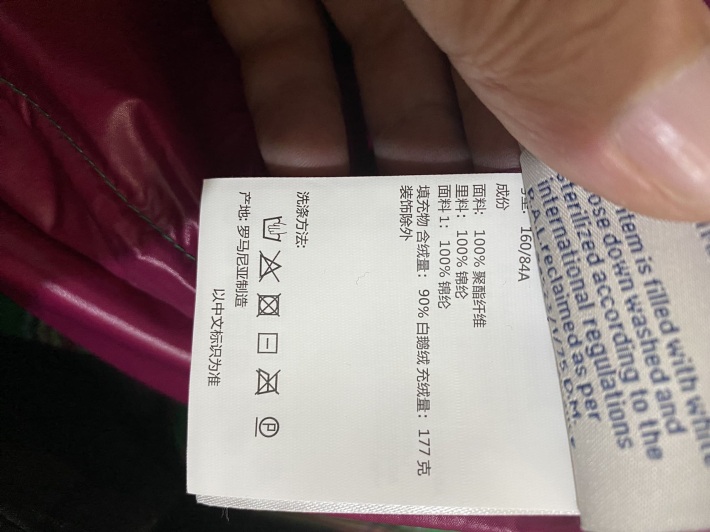 160/84A
成份
面料: 100% 聚酯纤维
里料: 100% 锦纶
面料 1: 100% 锦纶
填充物 含绒量: 90% 白鹅绒 充绒量: 177 克
装饰除外
洗涤方法:
产地: 罗马尼亚制造
以中文标识为准
item is filled with
down washed and
according to the
international regulations
reclaimed as per
D.M.